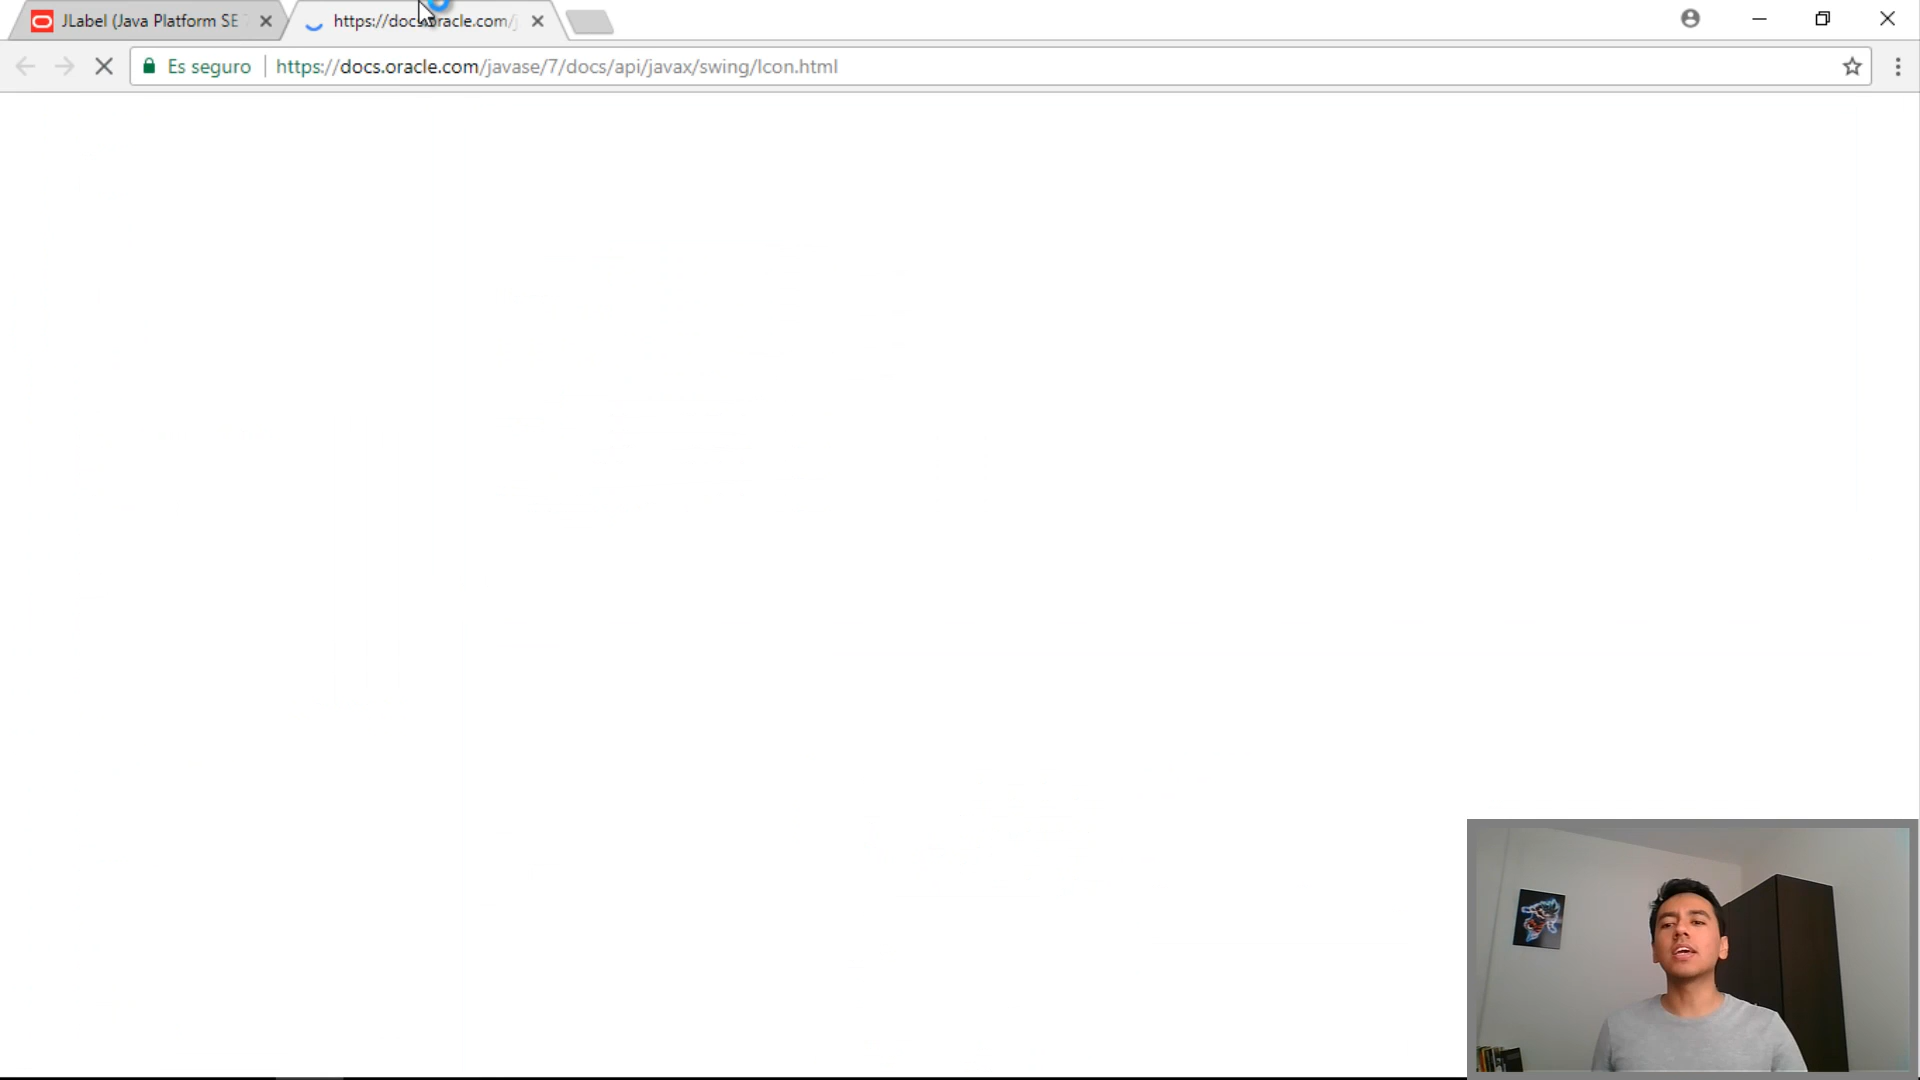 JLabel (Java Platform SE 7
https://docs.oracle.com/j
Es seguro
https://docs.oracle.com/javase/7/docs/api/javax/swing/Icon.html